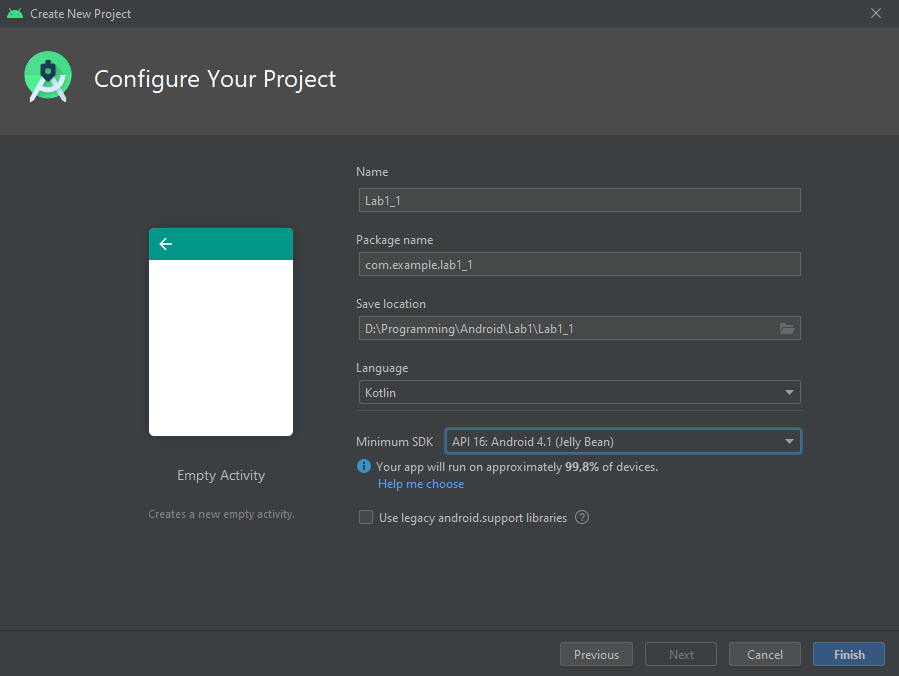 Create New Project
Configure Your Project
Name
Lab1_1
Package name
com.example.lab1_1
Save location
D:\Programming\Android\Lab1\Lab1_1
Language
Kotlin
Minimum SDK
API 16: Android 4.1 (Jelly Bean)
Your app will run on approximately 99,8% of devices.
Help me choose
Use legacy android.support libraries
Empty Activity
Creates a new empty activity.
Previous
Next
Cancel
Finish